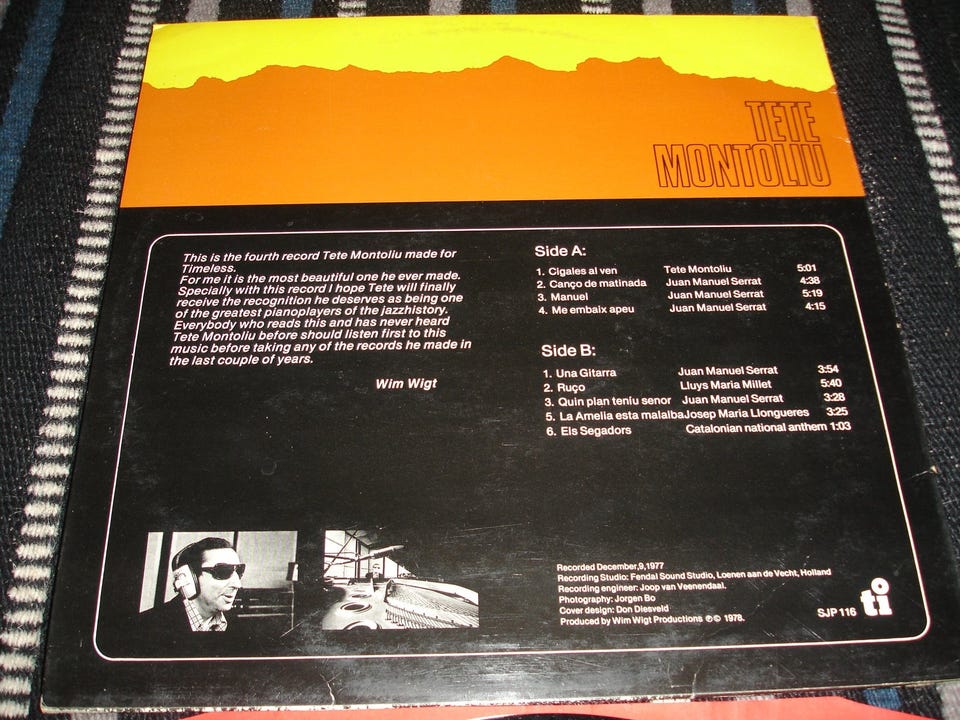 TETE
MONTOLIU
This is the fourth record Tete Montoliu made for
Timeless.
For me it is the most beautiful one he ever made.
Specially with this record I hope Tete will finally
receive the recognition he deserves as being one
of the greatest pianoplayers of the jazzhistory.
Everybody who reads this and has never heard
Tete Montoliu before should listen first to this
music before taking any of the records he made in
the last couple of years.
Wim Wigt
Side A:
1. Cigales al ven Tete Montoliu 5:01
2. Canço de matinada Juan Manuel Serrat 4:38
3. Manuel Juan Manuel Serrat 5:19
4. Me embaix apeu Juan Manuel Serrat 4:15
Side B:
1. Una Gitarra Juan Manuel Serrat 3:54
2. Ruço Lluys Maria Millet 5:40
3. Quin plan teníu senor Juan Manuel Serrat 3:28
5. La Amelia esta malaiba Josep Maria Llongueres 3:25
6. Els Segadors Catalonian national anthem 1:03
Recorded December,9,1977
Recording Studio: Fendal Sound Studio, Loenen aan de Vecht, Holland
Recording engineer: Joop van Veenendaal.
Photography: Jorgen Bo
Cover design: Don Diesveld
Produced by Wim Wigt Productions ℗© 1978.
SJP 116
ti